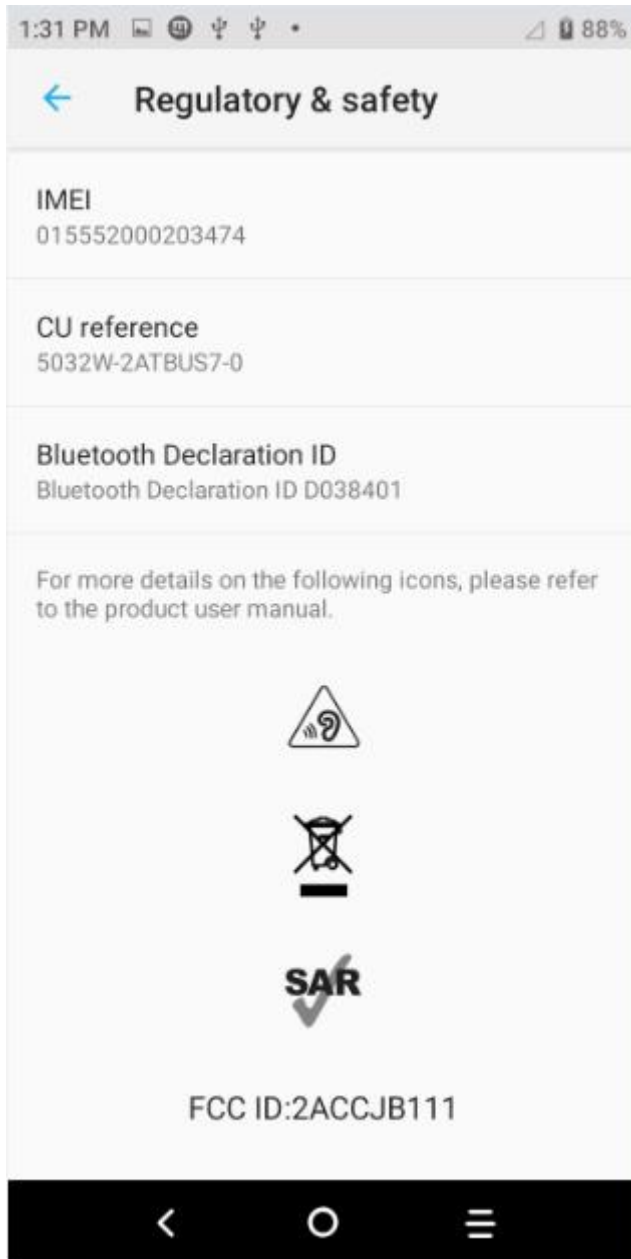 1:31 PM 88%
Regulatory & safety
IMEI
015552000203474
CU reference
5032W-2ATBUS7-0
Bluetooth Declaration ID
Bluetooth Declaration ID D038401
For more details on the following icons, please refer
to the product user manual.
SAR
FCC ID:2ACCJB111